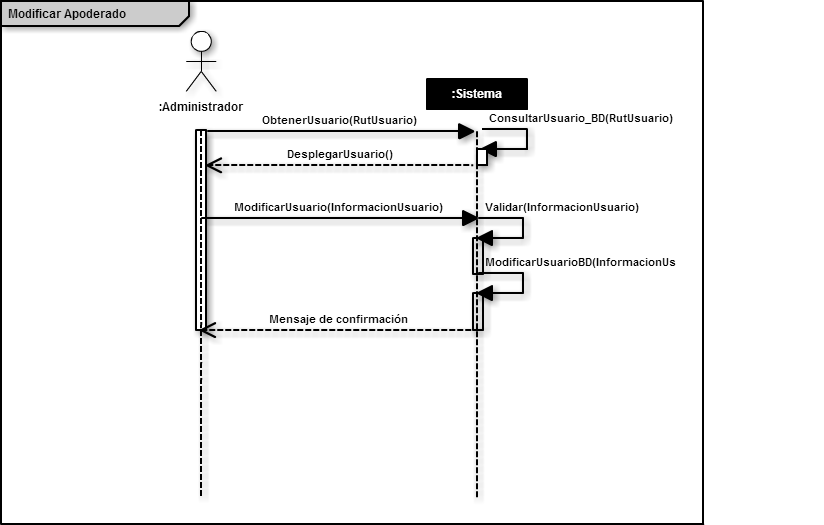 Modificar Apoderado
:Administrador
:Sistema
ObtenerUsuario(RutUsuario)
ConsultarUsuario_BD(RutUsuario)
DesplegarUsuario()
ModificarUsuario(InformacionUsuario)
Validar(InformacionUsuario)
ModificarUsuarioBD(InformacionUs
Mensaje de confirmación